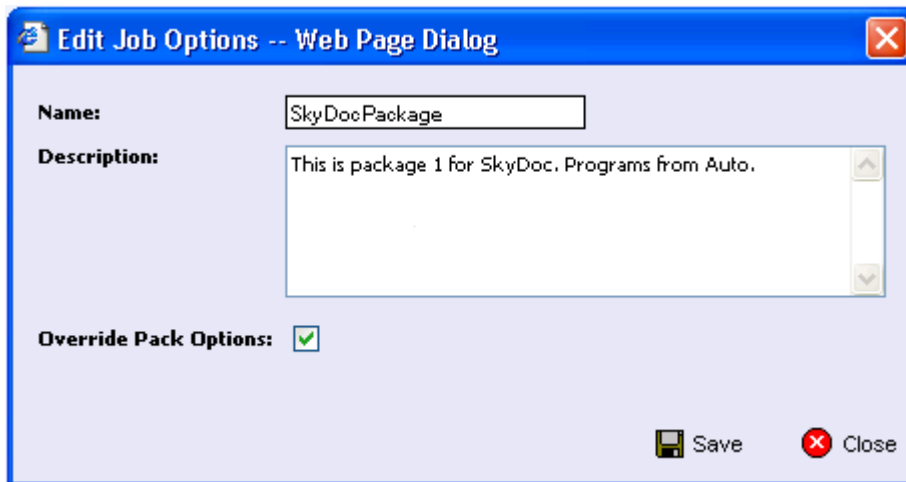 Edit Job Options -- Web Page Dialog
Name: SkyDocPackage
Description: This is package 1 for SkyDoc. Programs from Auto.
Override Pack Options:
Save Close